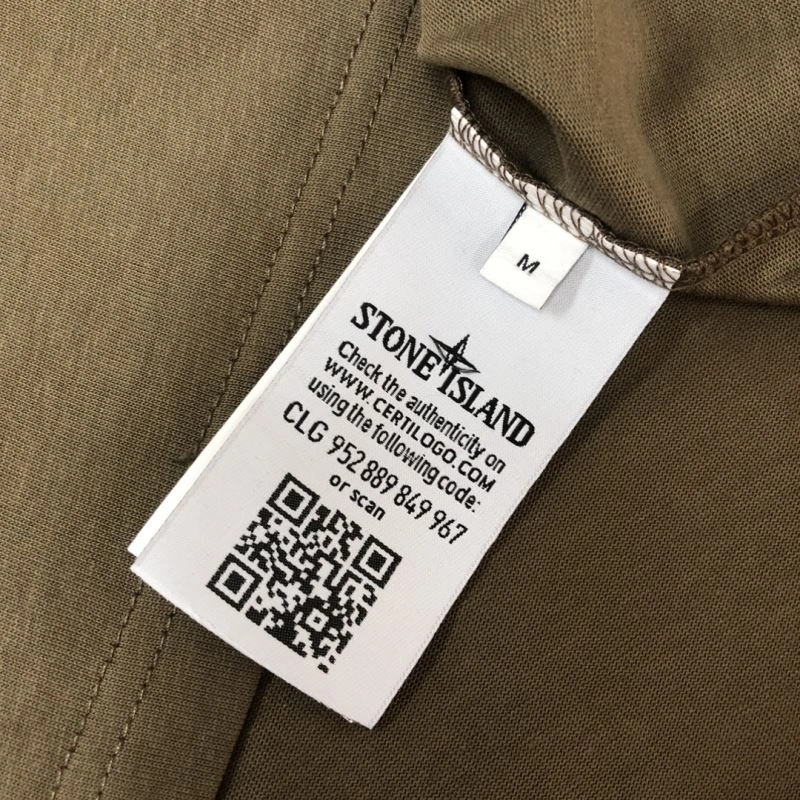 M
STONE ISLAND
Check the authenticity on
WWW.CERTILOGO.COM
using the following code:
CLG 952 889 849 967
or scan